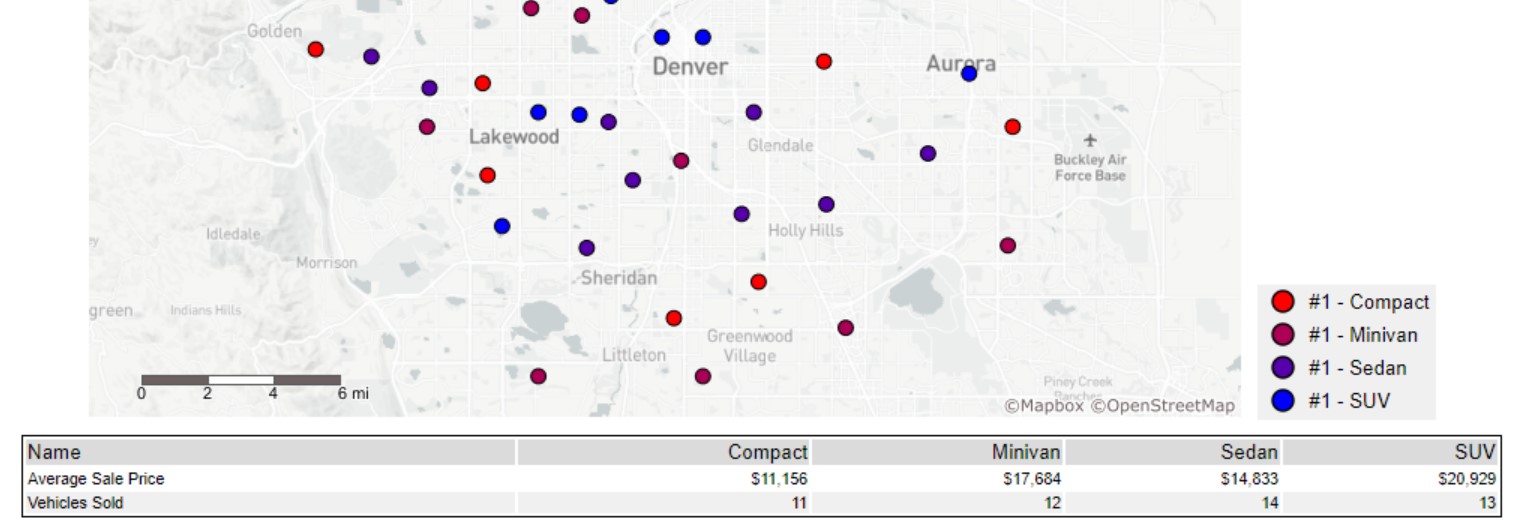 Golden
Denver
Aurora
Lakewood
Glendale
Buckley Air
Force Base
Idledale
Holly Hills
Morrison
Sheridan
green
Indians Hills
Greenwood
Village
Littleton
0 2 4 6 mi
Piney Creek
Ranches
©Mapbox ©OpenStreetMap
#1 - Compact
#1 - Minivan
#1 - Sedan
#1 - SUV
Name Compact Minivan Sedan SUV
Average Sale Price $11,156 $17,684 $14,833 $20,929
Vehicles Sold 11 12 14 13